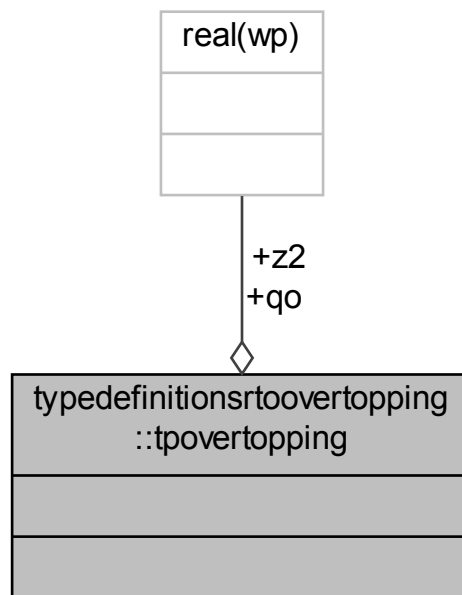 real(wp)
+z2
+qo
typedefinitionsrtoovertopping
::tpovertopping